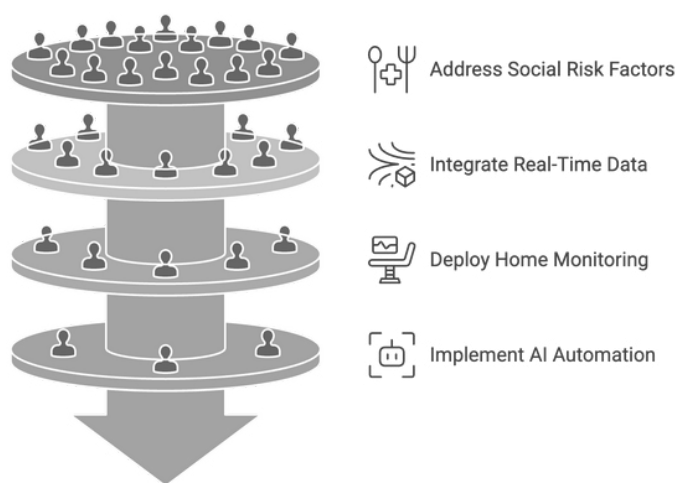 Address Social Risk Factors
Integrate Real-Time Data
Deploy Home Monitoring
Implement AI Automation